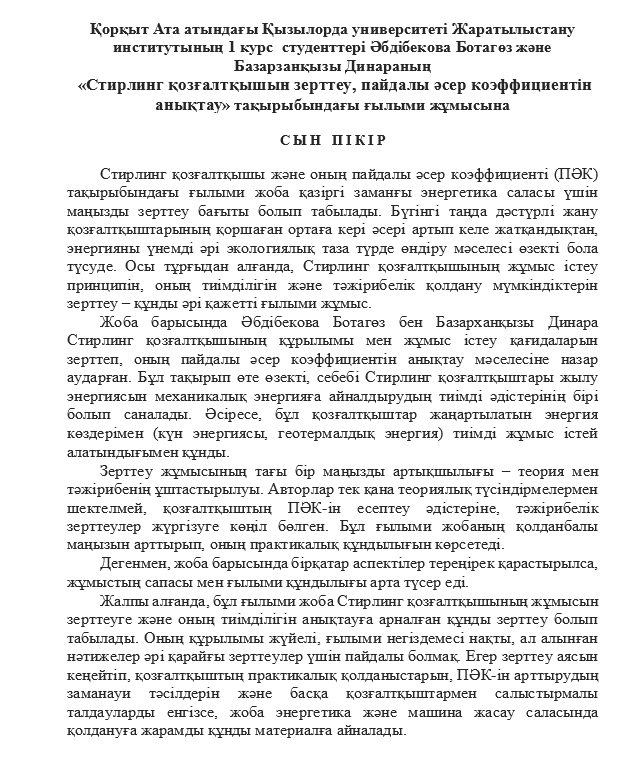 Қорқыт Ата атындағы Қызылорда университеті Жаратылыстану
институтының 1 курс студенттері Әбдібекова Ботагөз және
Базарзанқызы Динараның
«Стирлинг қозғалтқышын зерттеу, пайдалы әсер коэффициентін
анықтау» тақырыбындағы ғылыми жұмысына
СЫН ПІКІР
Стирлинг қозғалтқышы және оның пайдалы әсер коэффициенті (ПӘК)
тақырыбындағы ғылыми жоба қазіргі заманғы энергетика саласы үшін
маңызды зерттеу бағыты болып табылады. Бүгінгі таңда дәстүрлі жану
қозғалтқыштарының қоршаған ортаға кері әсері артып келе жатқандықтан,
энергияны үнемді әрі экологиялық таза түрде өндіру мәселесі өзекті бола
түсуде. Осы тұрғыдан алғанда, Стирлинг қозғалтқышының жұмыс істеу
принципін, оның тиімділігін және тәжірибелік қолдану мүмкіндіктерін
зерттеу – құнды әрі қажетті ғылыми жұмыс.
Жоба барысында Әбдібекова Ботагөз бен Базарханқызы Динара
Стирлинг қозғалтқышының құрылымы мен жұмыс істеу қағидаларын
зерттеп, оның пайдалы әсер коэффициентін анықтау мәселесіне назар
аударған. Бұл тақырып өте өзекті, себебі Стирлинг қозғалтқыштары жылу
энергиясын механикалық энергияға айналдырудың тиімді әдістерінің бірі
болып саналады. Әсіресе, бұл қозғалтқыштар жаңартылатын энергия
көздерімен (күн энергиясы, геотермалдық энергия) тиімді жұмыс істей
алатындығымен құнды.
Зерттеу жұмысының тағы бір маңызды артықшылығы – теория мен
тәжірибенің ұштастырылуы. Авторлар тек қана теориялық түсіндірмелермен
шектелмей, қозғалтқыштың ПӘК-ін есептеу әдістеріне, тәжірибелік
зерттеулер жүргізуге көңіл бөлген. Бұл ғылыми жобаның қолданбалы
маңызын арттырып, оның практикалық құндылығын көрсетеді.
Дегенмен, жоба барысында бірқатар аспектілер тереңірек қарастырылса,
жұмыстың сапасы мен ғылыми құндылығы арта түсер еді.
Жалпы алғанда, бұл ғылыми жоба Стирлинг қозғалтқышының жұмысын
зерттеуге және оның тиімділігін анықтауға арналған құнды зерттеу болып
табылады. Оның құрылымы жүйелі, ғылыми негіздемесі нақты, ал алынған
нәтижелер әрі қарайғы зерттеулер үшін пайдалы болмақ. Егер зерттеу аясын
кеңейтіп, қозғалтқыштың практикалық қолданыстарын, ПӘК-ін арттырудың
заманауи тәсілдерін және басқа қозғалтқыштармен салыстырмалы
талдауларды енгізсе, жоба энергетика және машина жасау саласында
қолдануға жарамды құнды материалға айналады.